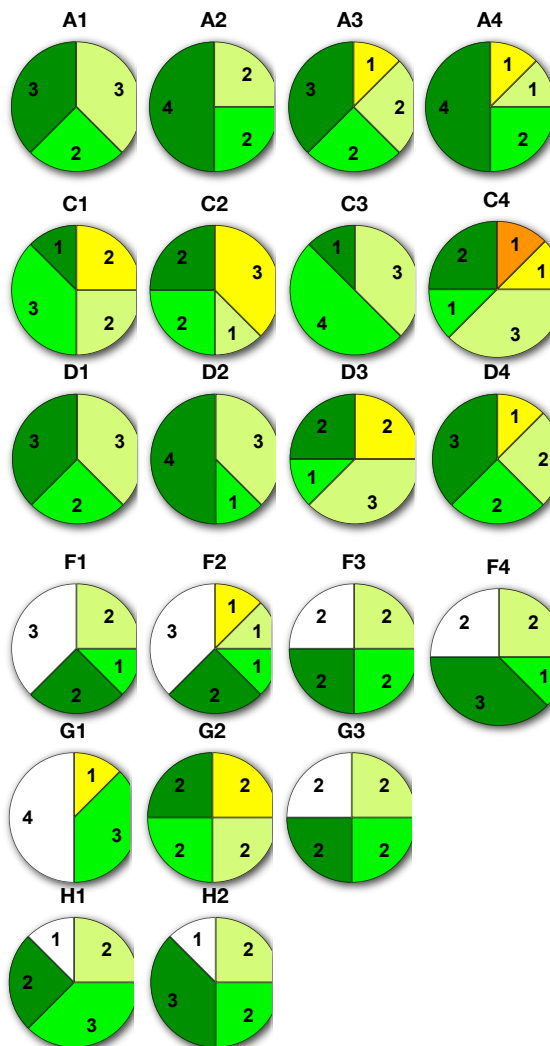 A1 A2 A3 A4
3 3 2
4 2 2
3 1 2 2
4 1 1 2
C1 C2 C3 C4
1 2 3 2
2 3 2 1
1 3 4
2 1 1 1 3
D1 D2 D3 D4
3 3 2
4 3 1
2 2 1 3
3 1 2 2
F1 F2 F3 F4
3 2 1 2
3 1 1 1 2
2 2 2 2
2 2 1 3
G1 G2 G3
4 1 3
2 2 2 2
2 2 2 2
H1 H2
1 2 2 3
1 2 3 2